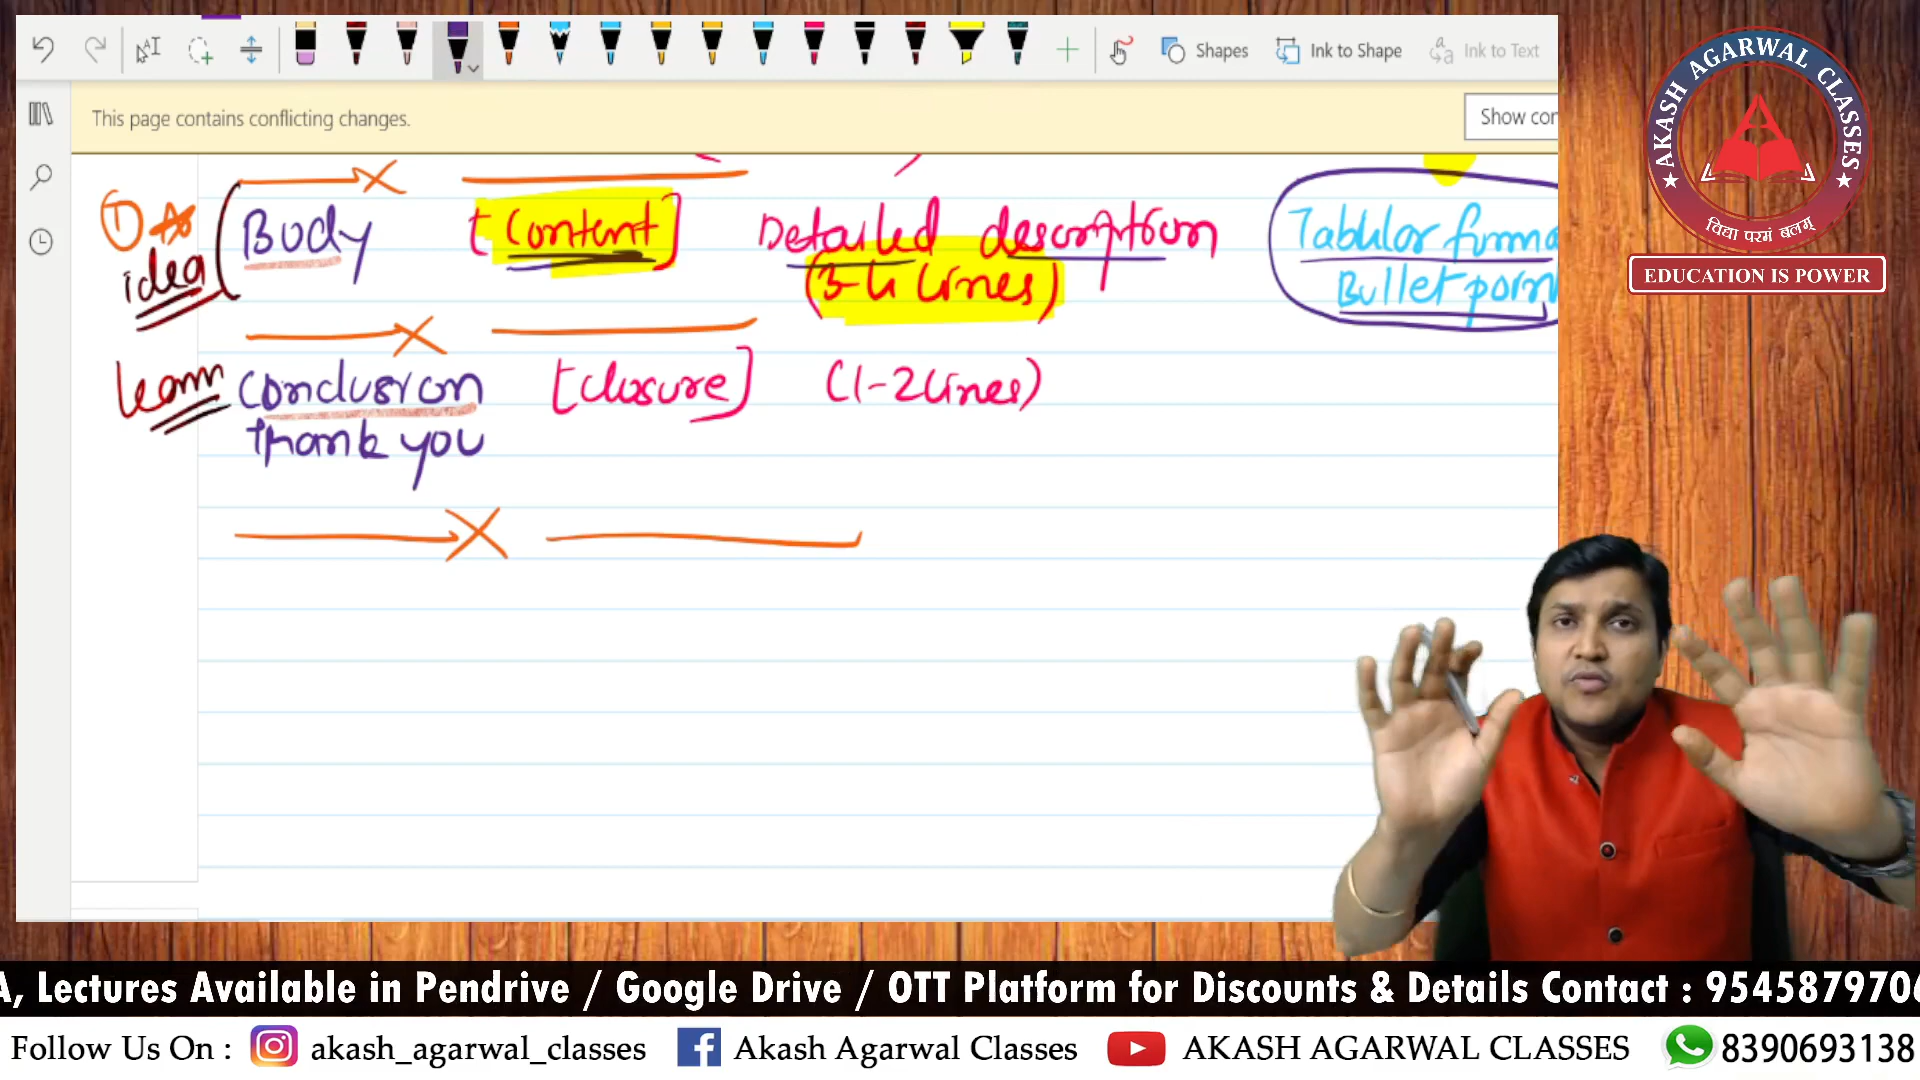 Shapes
Ink to Shape
Ink to Text
This page contains conflicting changes.
Show con
AKASH AGARWAL CLASSES
विद्या परमं बलम्
EDUCATION IS POWER
① idea
Body [Content] Detailed description
(3-4 lines)
Tabular forma
Bullet poin
learn Conclusion [closure] (1-2 lines)
Thank you
A, Lectures Available in Pendrive / Google Drive / OTT Platform for Discounts & Details Contact : 954587970
Follow Us On : akash_agarwal_classes Akash Agarwal Classes AKASH AGARWAL CLASSES 8390693138